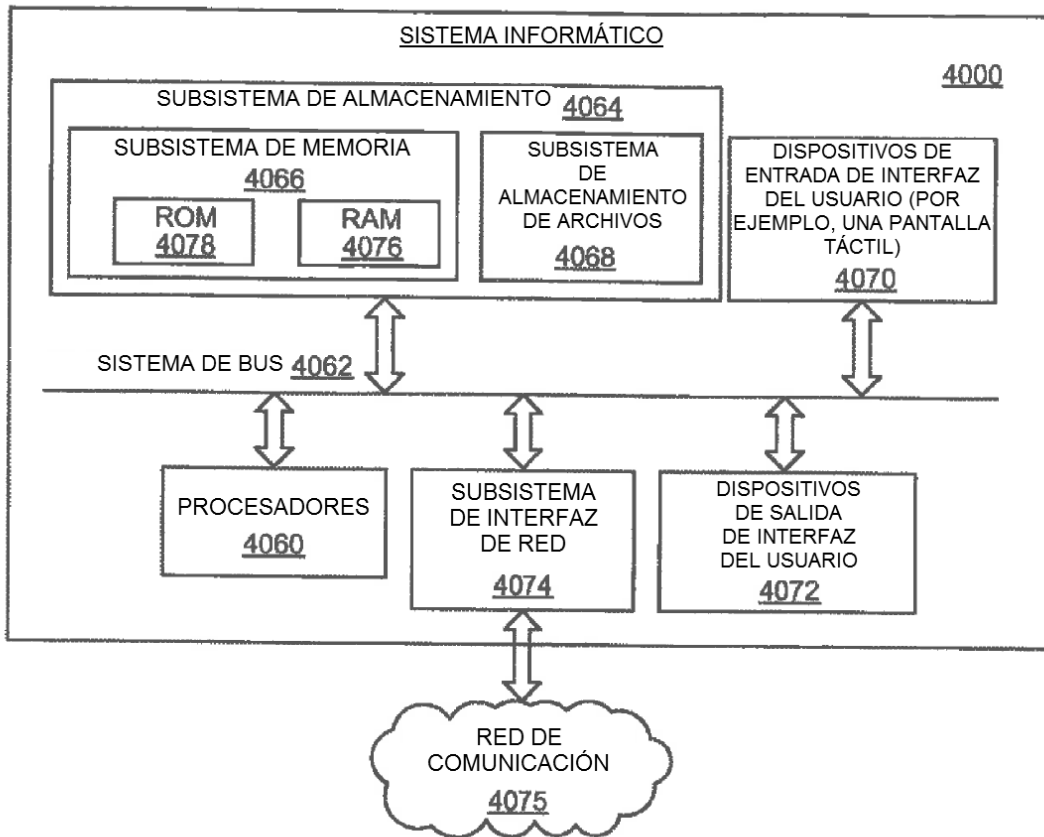 SISTEMA INFORMÁTICO
4000
SUBSISTEMA DE ALMACENAMIENTO 4064
SUBSISTEMA DE MEMORIA
4066
ROM
4078
RAM
4076
SUBSISTEMA
DE
ALMACENAMIENTO
DE ARCHIVOS
4068
DISPOSITIVOS DE
ENTRADA DE INTERFAZ
DEL USUARIO (POR
EJEMPLO, UNA PANTALLA
TÁCTIL)
4070
SISTEMA DE BUS 4062
PROCESADORES
4060
SUBSISTEMA
DE INTERFAZ
DE RED
4074
DISPOSITIVOS
DE SALIDA
DE INTERFAZ
DEL USUARIO
4072
RED DE
COMUNICACIÓN
4075